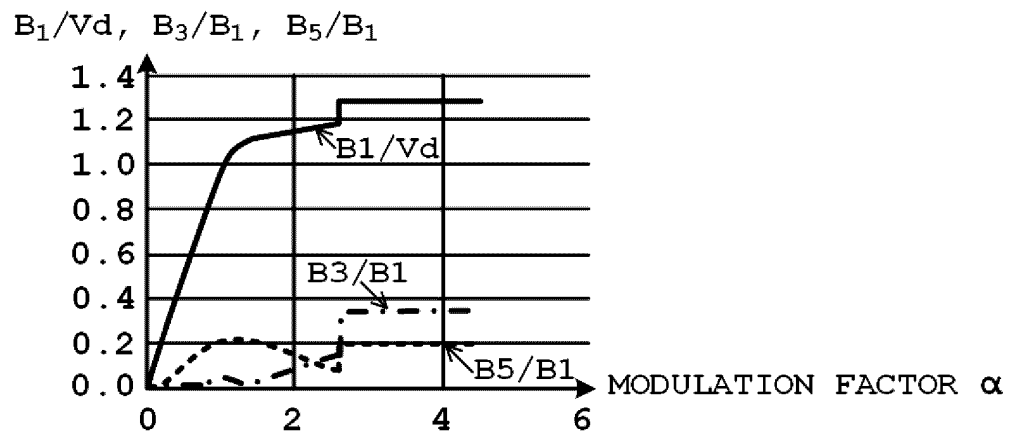 B₁/Vd, B₃/B₁, B₅/B₁
1.4
1.2
1.0
0.8
0.6
0.4
0.2
0.0
B1/Vd
B3/B1
B5/B1
0 2 4 6
MODULATION FACTOR α